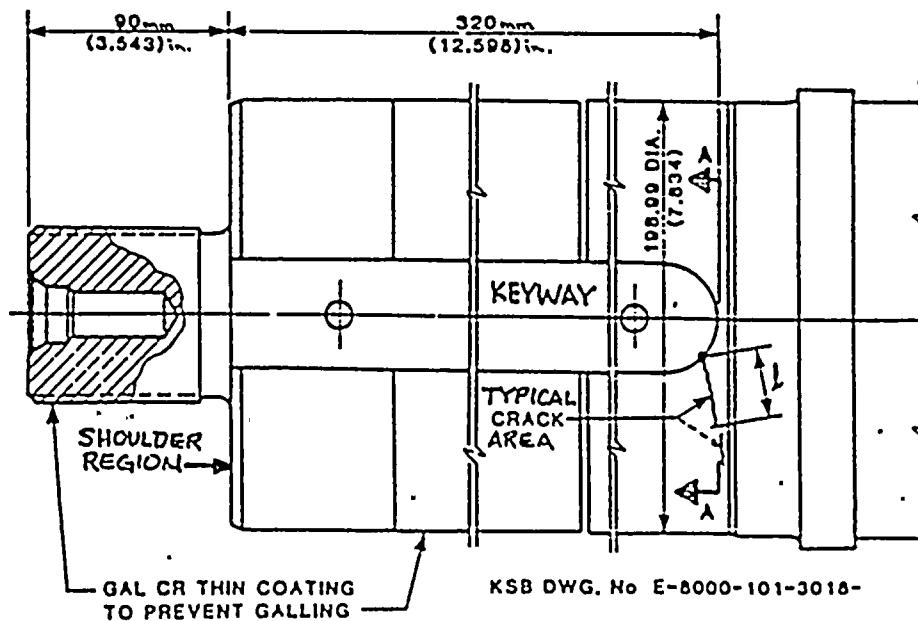 90mm
(3.543)in.
320mm
(12.598)in.
198.99 DIA.
(7.834)
A
KEYWAY
TYPICAL
CRACK
AREA
l
SHOULDER
REGION
A
GAL CR THIN COATING
TO PREVENT GALLING
KSB DWG. No E-8000-101-3018-